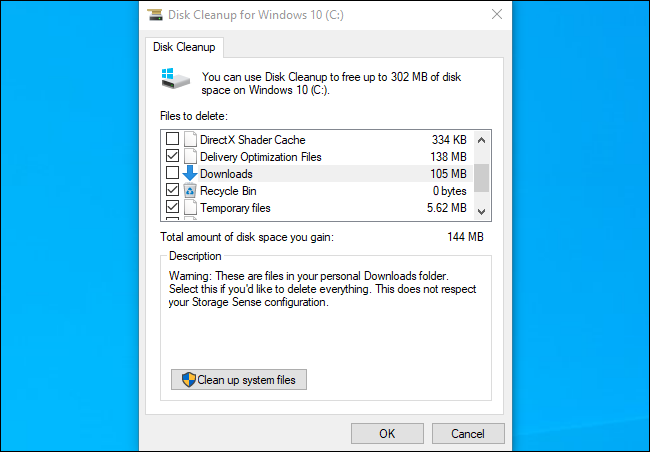 Disk Cleanup for Windows 10 (C:)
Disk Cleanup
You can use Disk Cleanup to free up to 302 MB of disk
space on Windows 10 (C:).
Files to delete:
DirectX Shader Cache 334 KB
Delivery Optimization Files 138 MB
Downloads 105 MB
Recycle Bin 0 bytes
Temporary files 5.62 MB
Total amount of disk space you gain: 144 MB
Description
Warning: These are files in your personal Downloads folder.
Select this if you'd like to delete everything. This does not respect
your Storage Sense configuration.
Clean up system files
OK Cancel